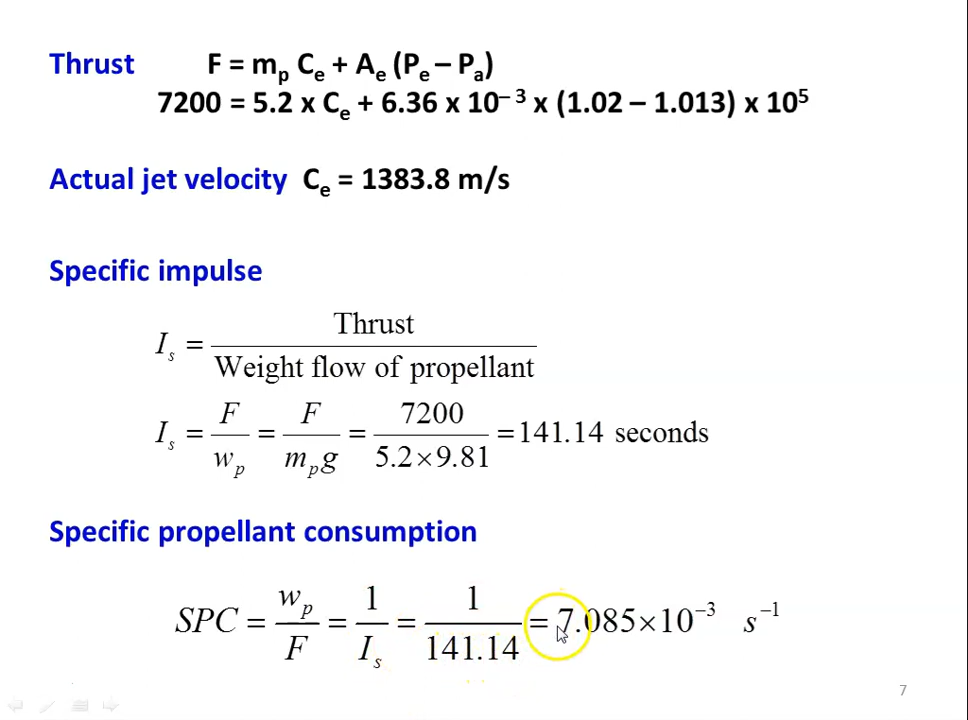 Thrust F = mₚ Cₑ + Aₑ (Pₑ – Pₐ)
7200 = 5.2 x Cₑ + 6.36 x 10⁻³ x (1.02 – 1.013) x 10⁵
Actual jet velocity Cₑ = 1383.8 m/s
Specific impulse
Iₛ = Thrust / Weight flow of propellant
Iₛ = F / wₚ = F / mₚg = 7200 / 5.2×9.81 = 141.14 seconds
Specific propellant consumption
SPC = wₚ / F = 1 / Iₛ = 1 / 141.14 = 7.085×10⁻³ s⁻¹
7